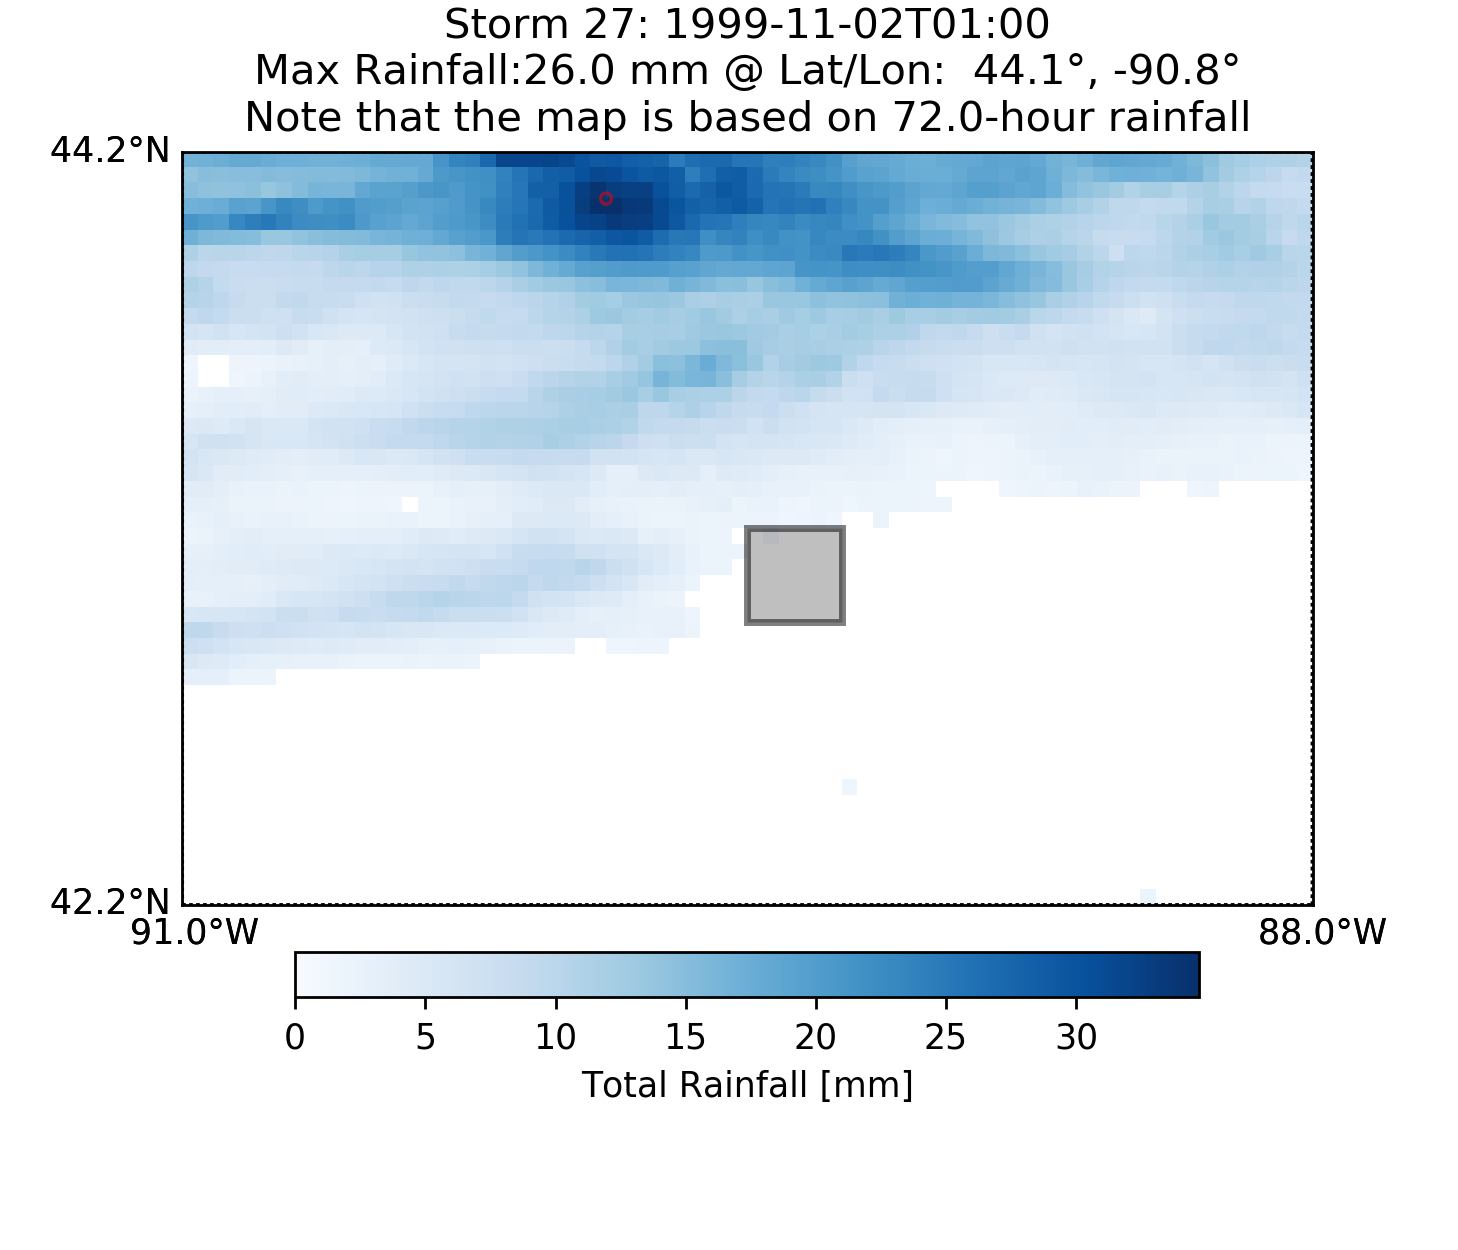 Storm 27: 1999-11-02T01:00
Max Rainfall:26.0 mm @ Lat/Lon:  44.1°, -90.8°
Note that the map is based on 72.0-hour rainfall
44.2°N
42.2°N
91.0°W 88.0°W
0 5 10 15 20 25 30
Total Rainfall [mm]